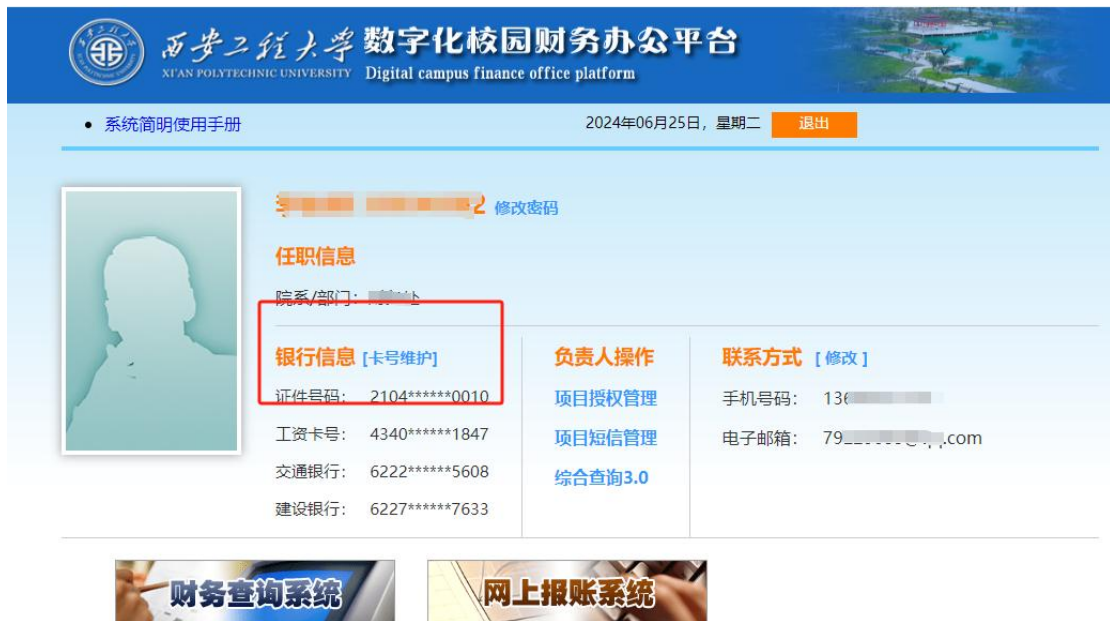 西安工程大学 数字化校园财务办公平台
XI'AN POLYTECHNIC UNIVERSITY Digital campus finance office platform
系统简明使用手册 2024年06月25日，星期二 退出
2 修改密码
任职信息
院系/部门：
银行信息 [卡号维护] 负责人操作 联系方式 [ 修改 ]
证件号码： 2104******0010 项目授权管理 手机号码： 136
工资卡号： 4340******1847 项目短信管理 电子邮箱： 79 .com
交通银行： 6222******5608 综合查询3.0
建设银行： 6227******7633
财务查询系统 网上报账系统